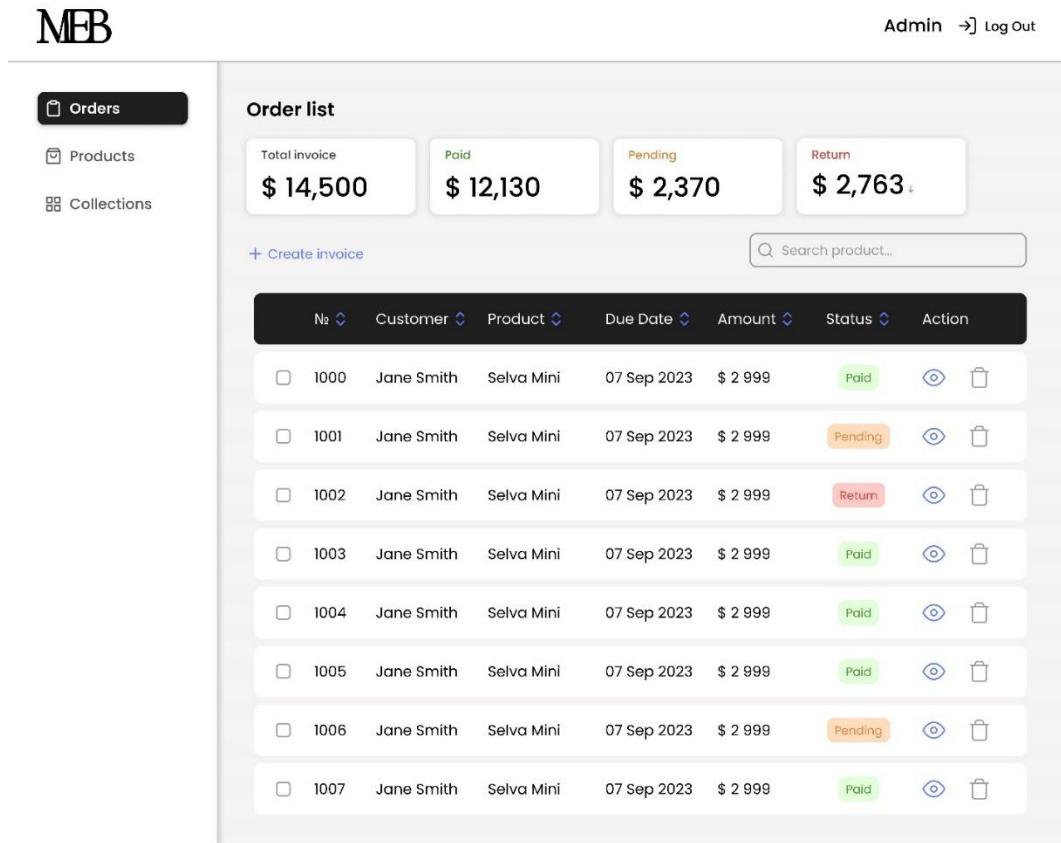 MEB
Admin Log Out
Orders
Products
Collections
Order list
Total invoice Paid Pending Return
$ 14,500 $ 12,130 $ 2,370 $ 2,763 ↓
+ Create invoice Search product...
№ Customer Product Due Date Amount Status Action
1000 Jane Smith Selva Mini 07 Sep 2023 $ 2 999 Paid
1001 Jane Smith Selva Mini 07 Sep 2023 $ 2 999 Pending
1002 Jane Smith Selva Mini 07 Sep 2023 $ 2 999 Return
1003 Jane Smith Selva Mini 07 Sep 2023 $ 2 999 Paid
1004 Jane Smith Selva Mini 07 Sep 2023 $ 2 999 Paid
1005 Jane Smith Selva Mini 07 Sep 2023 $ 2 999 Paid
1006 Jane Smith Selva Mini 07 Sep 2023 $ 2 999 Pending
1007 Jane Smith Selva Mini 07 Sep 2023 $ 2 999 Paid